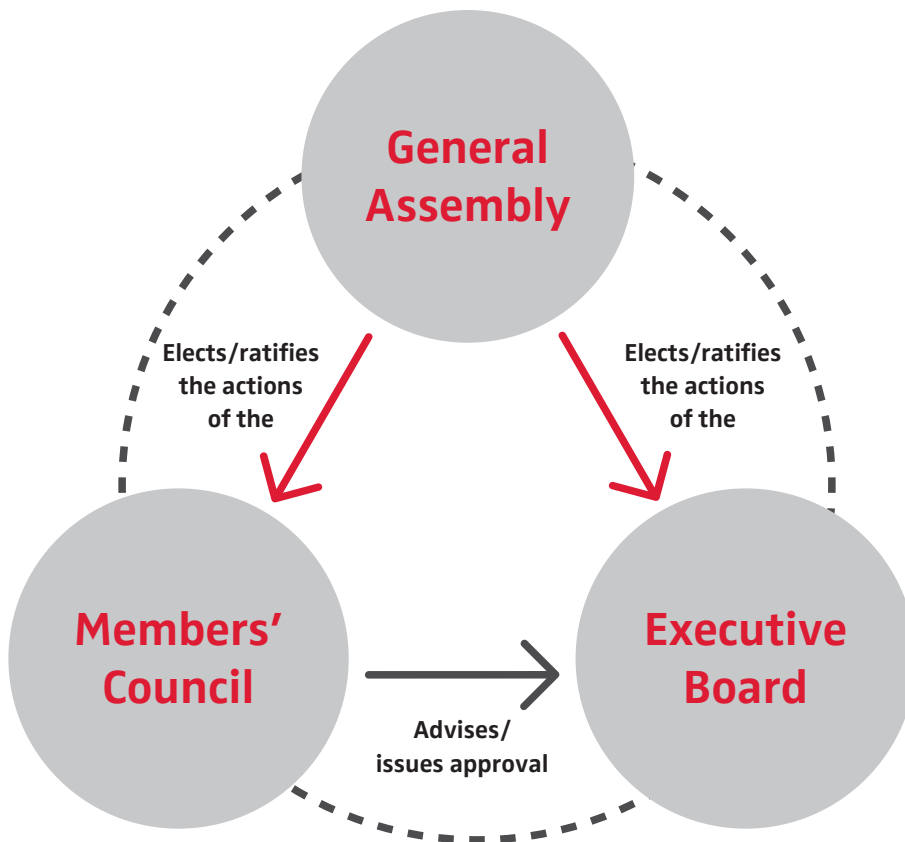 General
Assembly
Elects/ratifies
the actions
of the
Elects/ratifies
the actions
of the
Members’
Council
Executive
Board
Advises/
issues approval